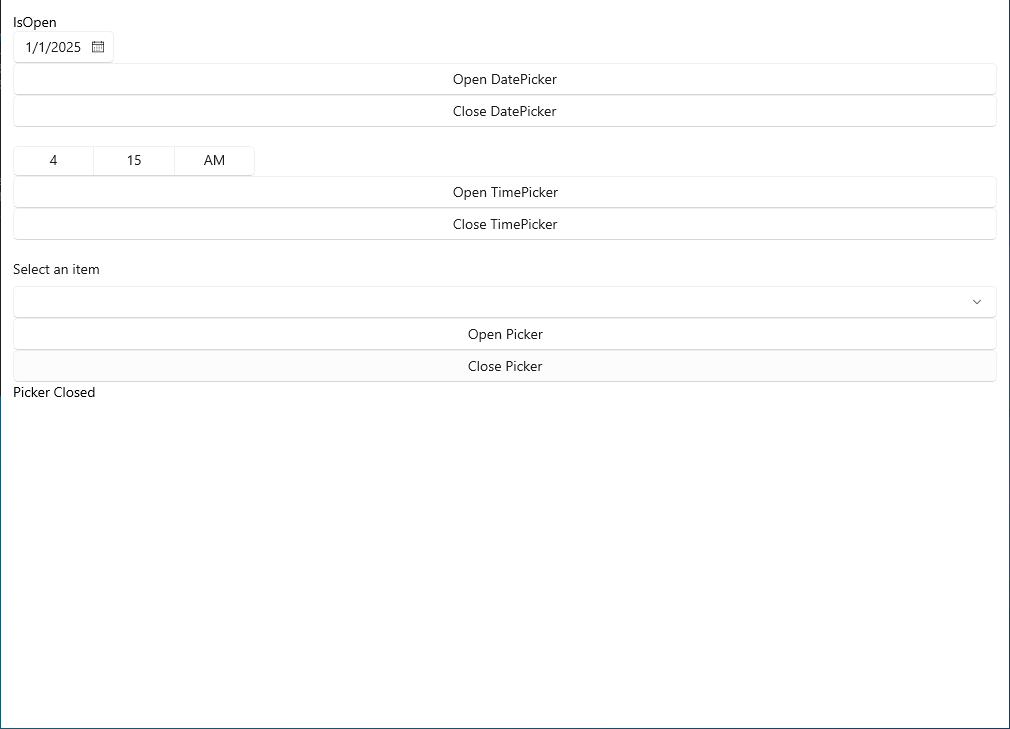 IsOpen
1/1/2025
Open DatePicker
Close DatePicker
4 15 AM
Open TimePicker
Close TimePicker
Select an item
Open Picker
Close Picker
Picker Closed